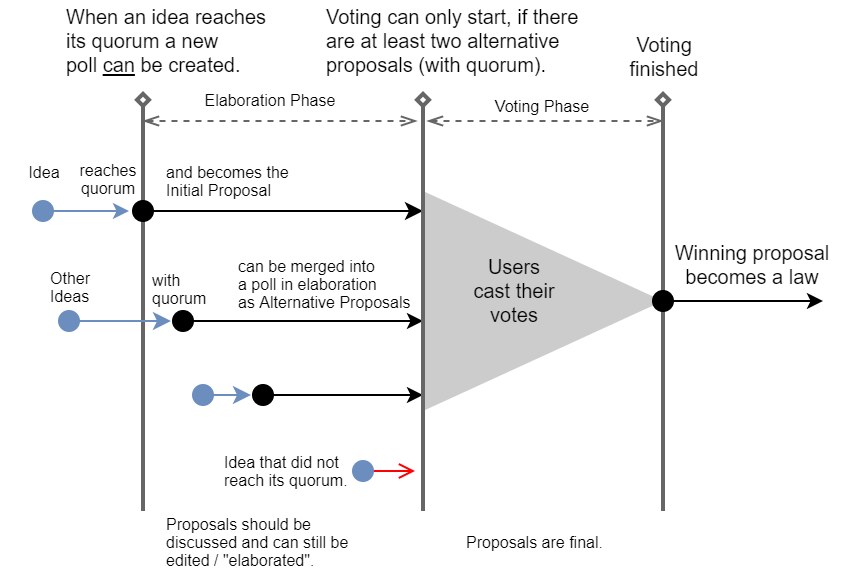 When an idea reaches
its quorum a new
poll can be created.
Voting can only start, if there
are at least two alternative
proposals (with quorum).
Voting
finished
Elaboration Phase
Voting Phase
Idea
reaches
quorum
and becomes the
Initial Proposal
Other
Ideas
with
quorum
can be merged into
a poll in elaboration
as Alternative Proposals
Users
cast their
votes
Winning proposal
becomes a law
Idea that did not
reach its quorum.
Proposals should be
discussed and can still be
edited / "elaborated".
Proposals are final.